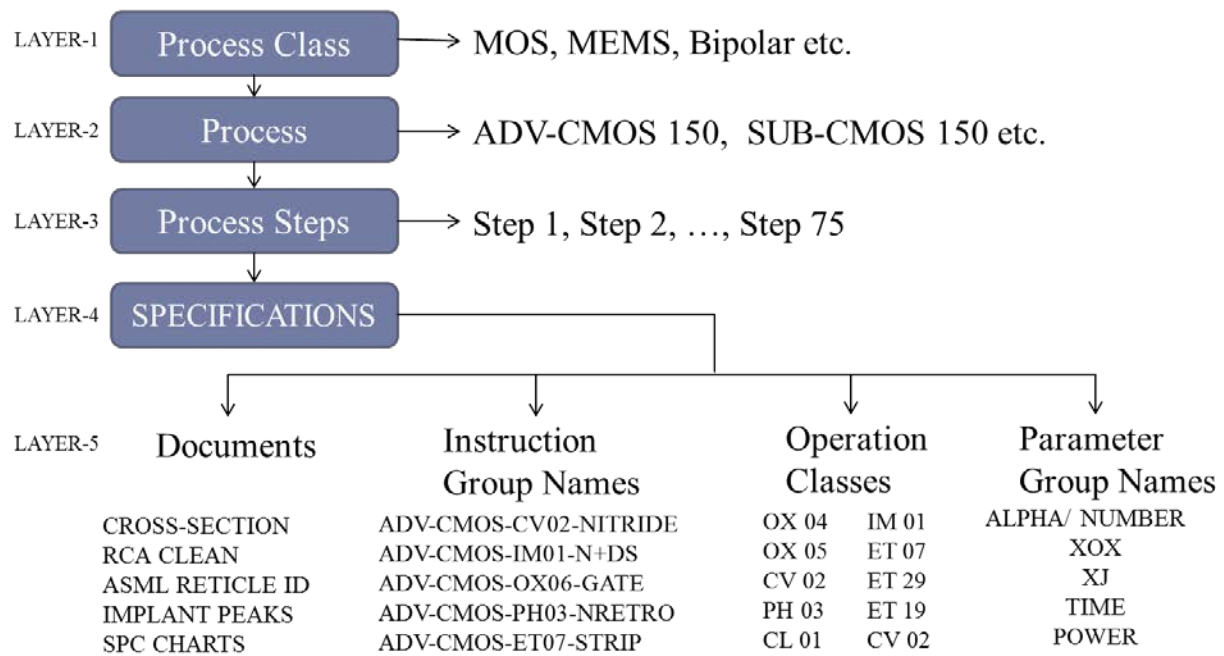 LAYER-1 Process Class MOS, MEMS, Bipolar etc.
LAYER-2 Process ADV-CMOS 150, SUB-CMOS 150 etc.
LAYER-3 Process Steps Step 1, Step 2, …, Step 75
LAYER-4 SPECIFICATIONS
LAYER-5 Documents
Instruction
Group Names
Operation
Classes
Parameter
Group Names
CROSS-SECTION
RCA CLEAN
ASML RETICLE ID
IMPLANT PEAKS
SPC CHARTS
ADV-CMOS-CV02-NITRIDE
ADV-CMOS-IM01-N+DS
ADV-CMOS-OX06-GATE
ADV-CMOS-PH03-NRETRO
ADV-CMOS-ET07-STRIP
OX 04 IM 01
OX 05 ET 07
CV 02 ET 29
PH 03 ET 19
CL 01 CV 02
ALPHA/ NUMBER
XOX
XJ
TIME
POWER